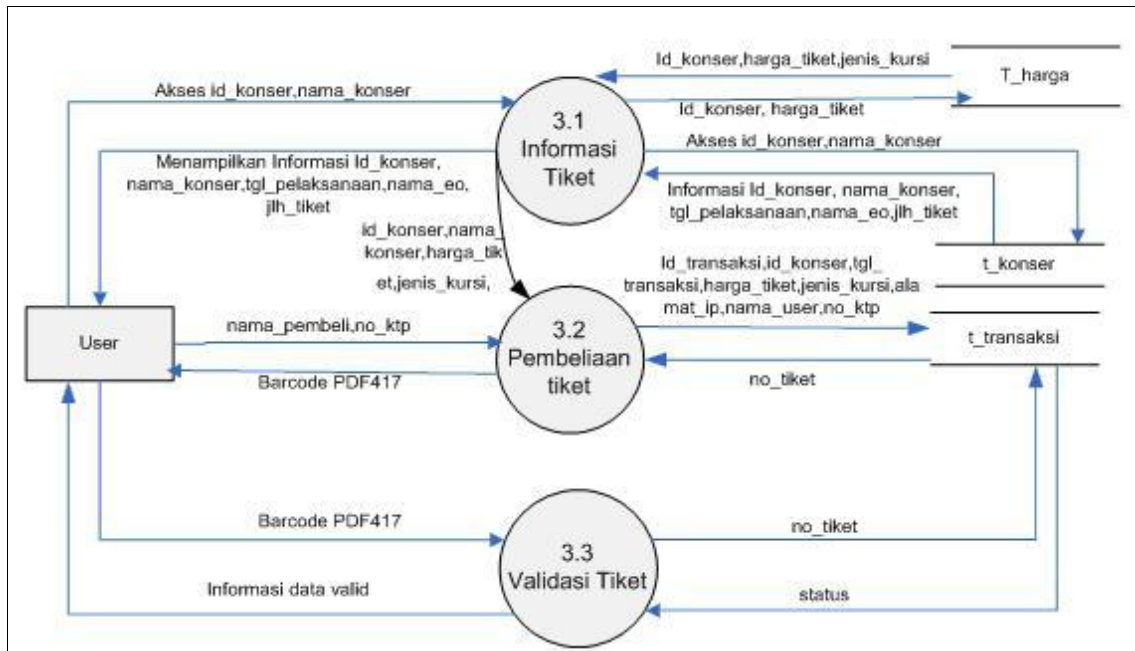 Id_konser,harga_tiket,jenis_kursi
T_harga
Akses id_konser,nama_konser
Id_konser, harga_tiket
3.1
Informasi
Tiket
Akses id_konser,nama_konser
Menampilkan Informasi Id_konser,
nama_konser,tgl_pelaksanaan,nama_eo,
jlh_tiket
Informasi Id_konser, nama_konser,
tgl_pelaksanaan,nama_eo,jlh_tiket
id_konser,nama_
konser,harga_tik
et,jenis_kursi,
t_konser
Id_transaksi,id_konser,tgl_
transaksi,harga_tiket,jenis_kursi,ala
mat_ip,nama_user,no_ktp
User
nama_pembeli,no_ktp
3.2
Pembeliaan
tiket
t_transaksi
Barcode PDF417
no_tiket
Barcode PDF417
3.3
Validasi Tiket
no_tiket
Informasi data valid
status